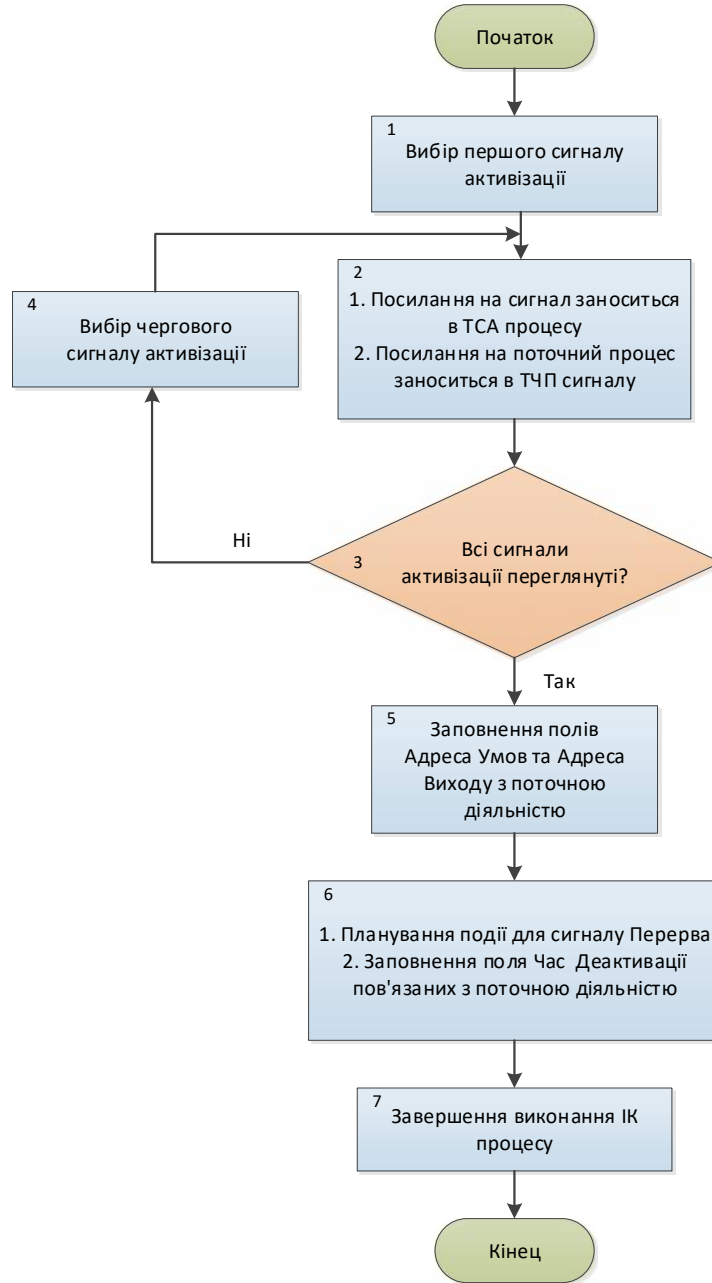 Початок
1
Вибір першого сигналу
активізації
2
1. Посилання на сигнал заноситься
в ТСА процесу
2. Посилання на поточний процес
заноситься в ТЧП сигналу
4
Вибір чергового
сигналу активізації
Ні
3
Всі сигнали
активізації переглянуті?
Так
5
Заповнення полів
Адреса Умов та Адреса
Виходу з поточною
діяльністю
6
1. Планування події для сигналу Перерва
2. Заповнення поля Час Деактивації
пов'язаних з поточною діяльністю
7
Завершення виконання ІК
процесу
Кінец